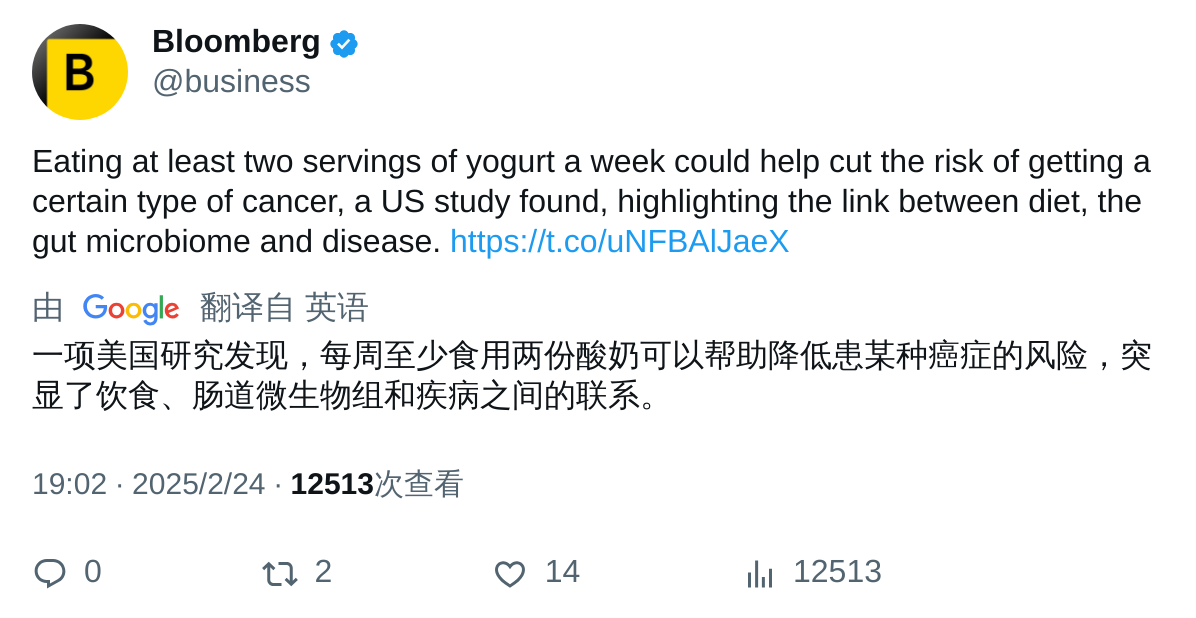 B
Bloomberg
@business
Eating at least two servings of yogurt a week could help cut the risk of getting a
certain type of cancer, a US study found, highlighting the link between diet, the
gut microbiome and disease. https://t.co/uNFBAlJaeX
由 Google 翻译自 英语
一项美国研究发现，每周至少食用两份酸奶可以帮助降低患某种癌症的风险，突
显了饮食、肠道微生物组和疾病之间的联系。
19:02 · 2025/2/24 · 12513次查看
0 2 14 12513